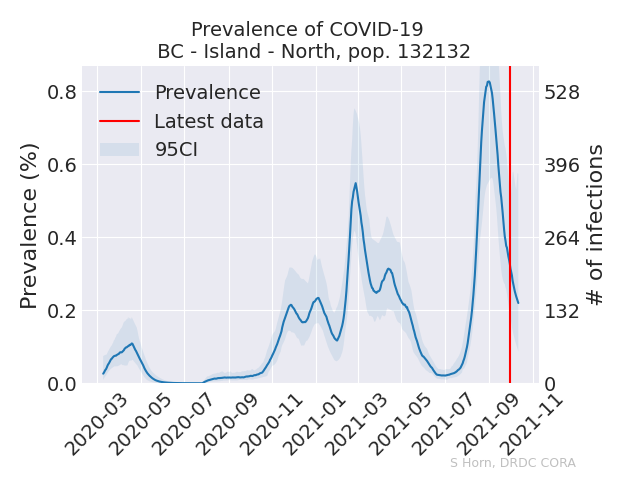 Prevalence of COVID-19
BC - Island - North, pop. 132132
Prevalence (%)
0.8
0.6
0.4
0.2
0.0
Prevalence
Latest data
95CI
528
396
264
132
0
# of infections
2020-03
2020-05
2020-07
2020-09
2020-11
2021-01
2021-03
2021-05
2021-07
2021-09
2021-11
S Horn, DRDC CORA